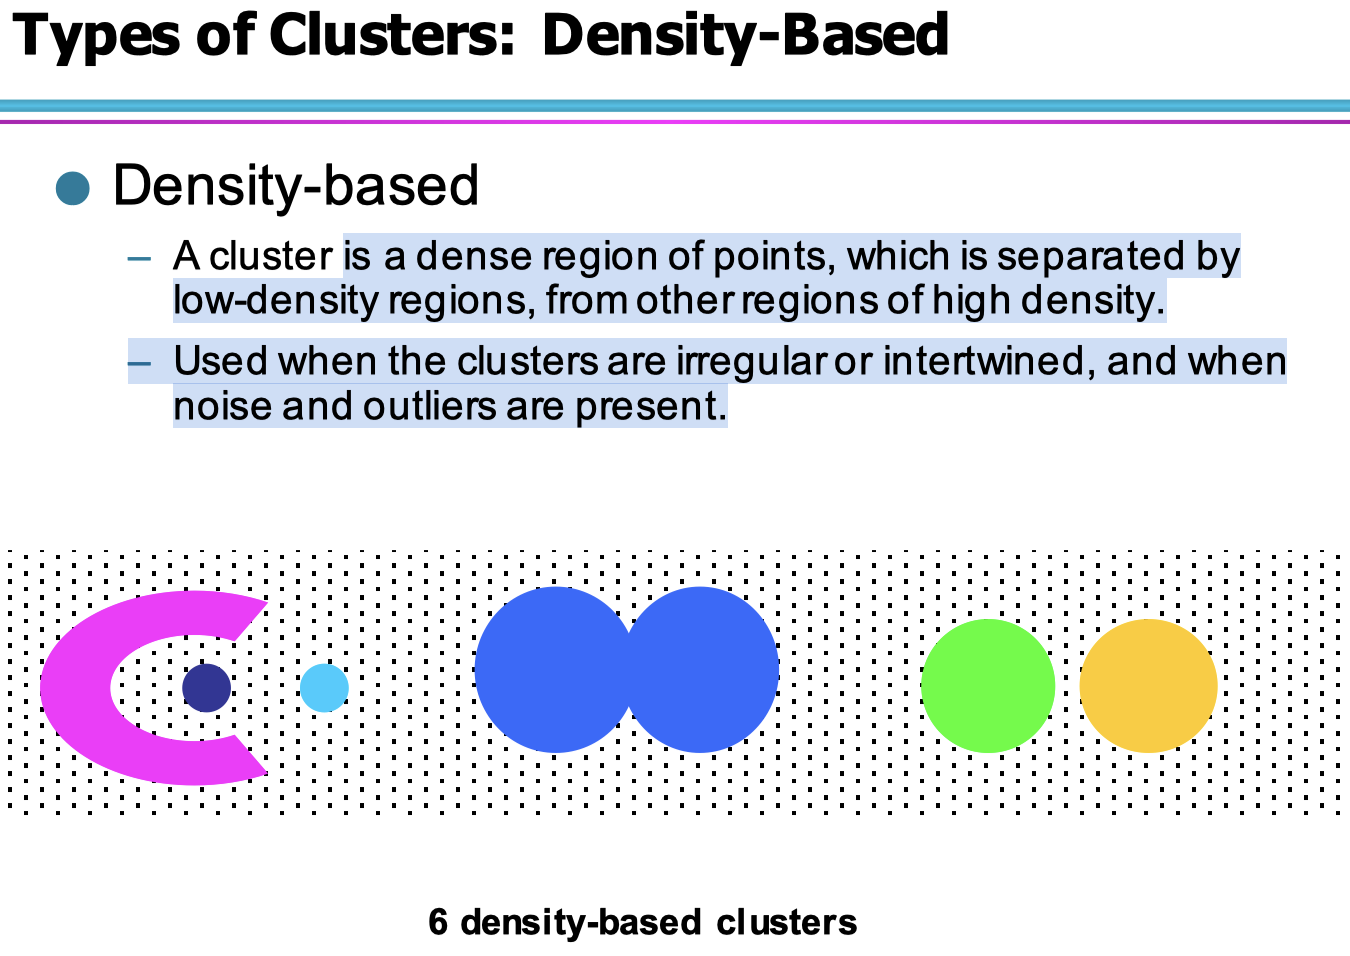 Types of Clusters: Density-Based
Density-based
– A cluster is a dense region of points, which is separated by
low-density regions, from other regions of high density.
– Used when the clusters are irregular or intertwined, and when
noise and outliers are present.
6 density-based clusters